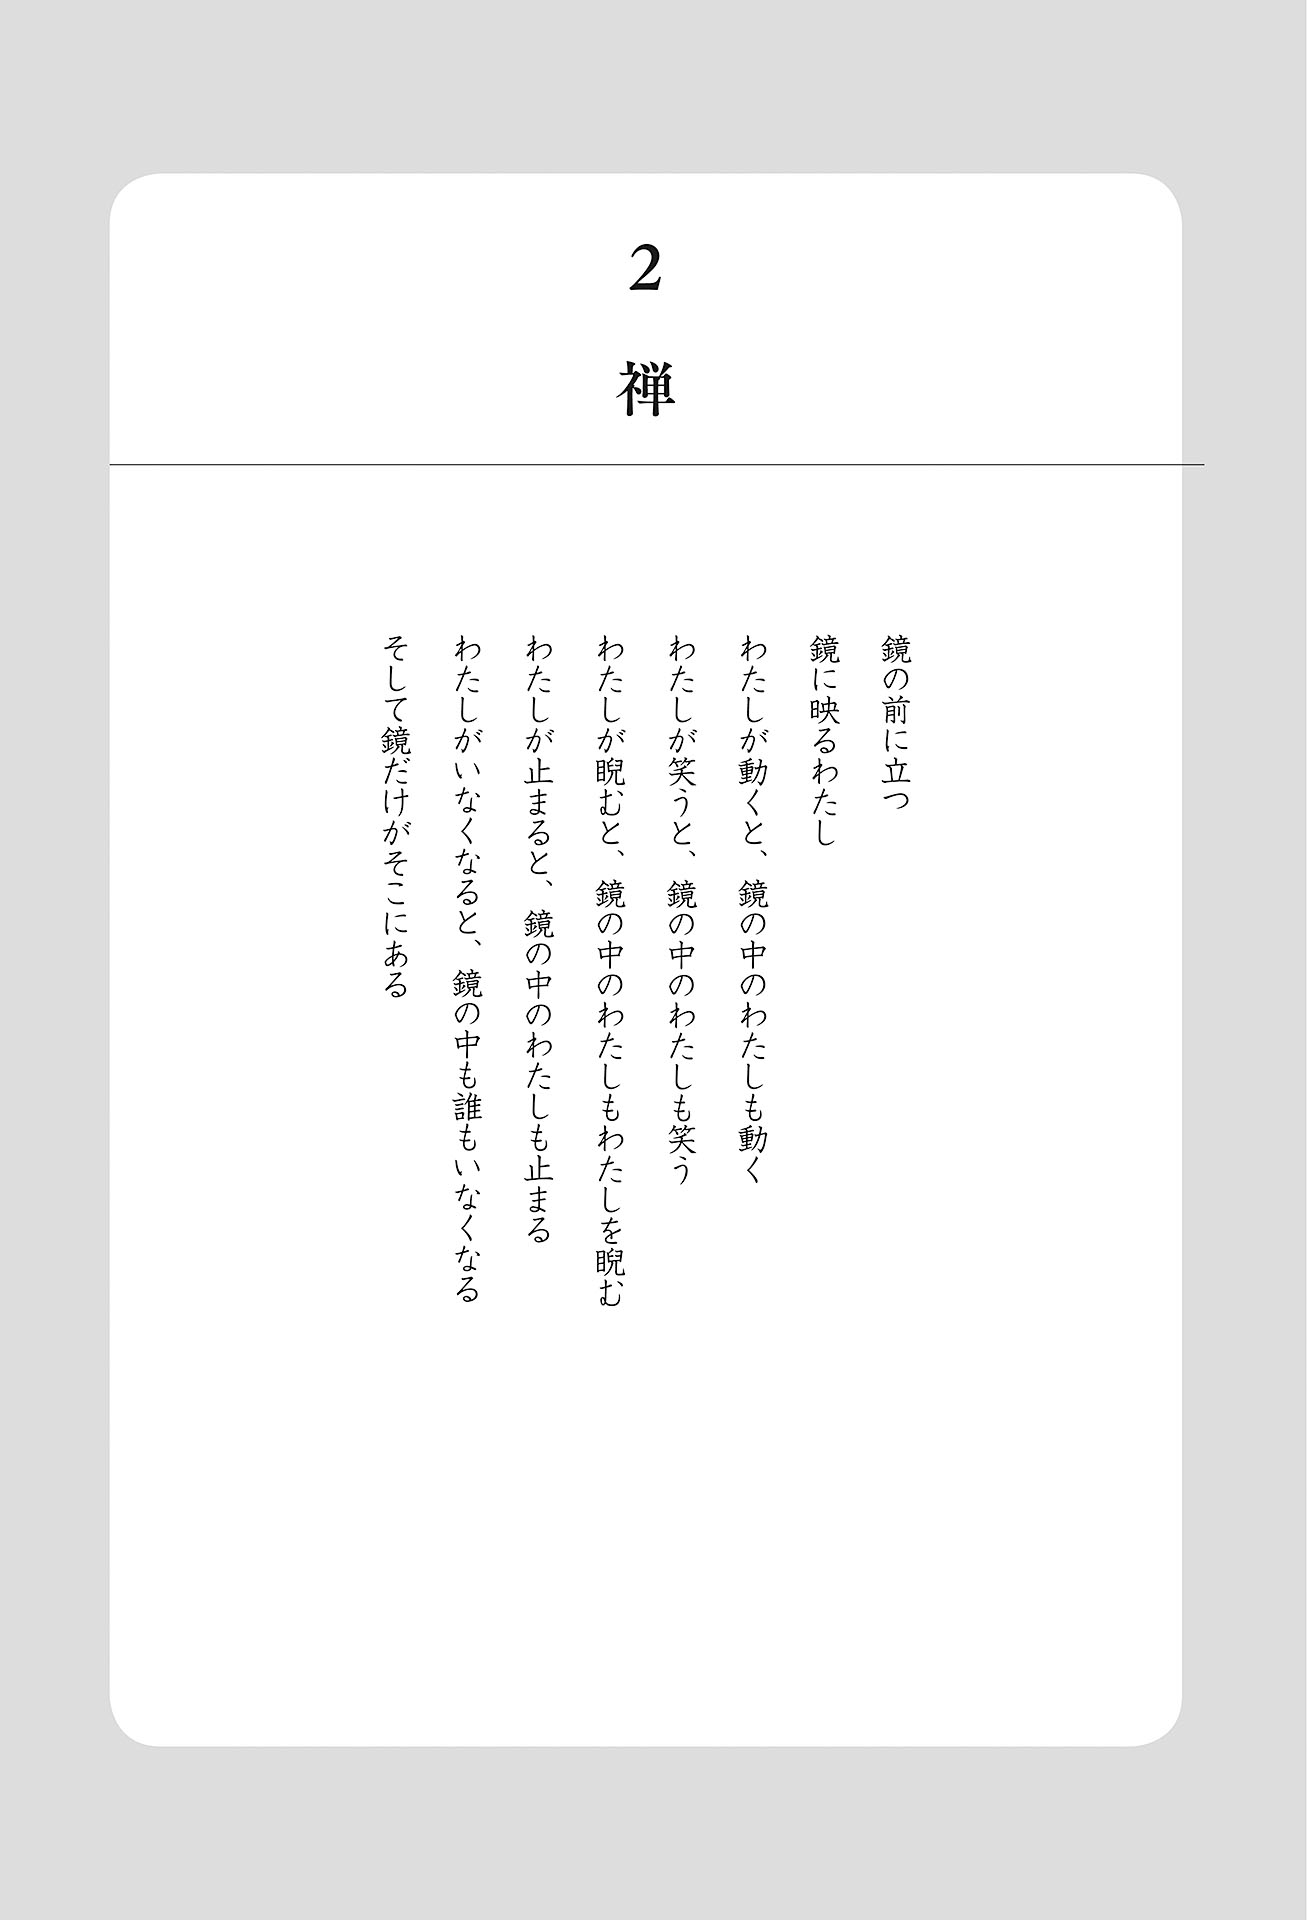 2
禅
鏡の前に立つ
鏡に映るわたし
わたしが動くと、鏡の中のわたしも動く
わたしが笑うと、鏡の中のわたしも笑う
わたしが睨むと、鏡の中のわたしもわたしを睨む
わたしが止まると、鏡の中のわたしも止まる
わたしがいなくなると、鏡の中も誰もいなくなる
そして鏡だけがそこにある